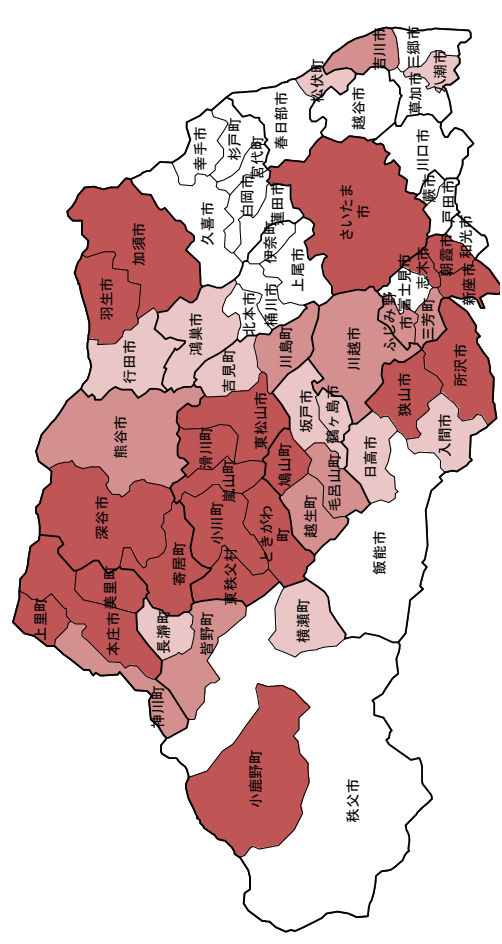 上里町
神川町
本庄市
美里町
深谷市
熊谷市
行田市
羽生市
加須市
寄居町
長瀞町
皆野町
小鹿野町
秩父市
横瀬町
東秩父村
小川町
嵐山町
滑川町
東松山市
ときがわ
町
鳩山町
越生町
毛呂山町
飯能市
日高市
坂戸市
鶴ヶ島市
吉見町
川島町
鴻巣市
北本市
桶川市
上尾市
伊奈町
川越市
狭山市
入間市
所沢市
三芳町
ふじみ野
市
富士見市
志木市
新座市
朝霞市
和光市
戸田市
蕨市
川口市
さいたま
市
蓮田市
白岡市
久喜市
幸手市
杉戸町
宮代町
春日部市
松伏町
越谷市
草加市
八潮市
三郷市
吉川市